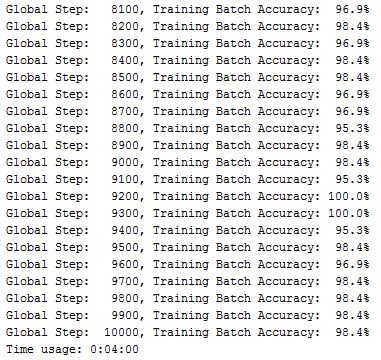 Global Step:   8100, Training Batch Accuracy:  96.9%
Global Step:   8200, Training Batch Accuracy:  98.4%
Global Step:   8300, Training Batch Accuracy:  96.9%
Global Step:   8400, Training Batch Accuracy:  98.4%
Global Step:   8500, Training Batch Accuracy:  98.4%
Global Step:   8600, Training Batch Accuracy:  96.9%
Global Step:   8700, Training Batch Accuracy:  96.9%
Global Step:   8800, Training Batch Accuracy:  95.3%
Global Step:   8900, Training Batch Accuracy:  98.4%
Global Step:   9000, Training Batch Accuracy:  98.4%
Global Step:   9100, Training Batch Accuracy:  95.3%
Global Step:   9200, Training Batch Accuracy: 100.0%
Global Step:   9300, Training Batch Accuracy: 100.0%
Global Step:   9400, Training Batch Accuracy:  95.3%
Global Step:   9500, Training Batch Accuracy:  98.4%
Global Step:   9600, Training Batch Accuracy:  96.9%
Global Step:   9700, Training Batch Accuracy:  98.4%
Global Step:   9800, Training Batch Accuracy:  98.4%
Global Step:   9900, Training Batch Accuracy:  98.4%
Global Step:  10000, Training Batch Accuracy:  98.4%
Time usage: 0:04:00